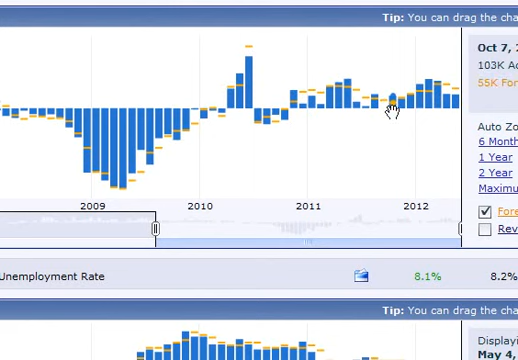 Tip: You can drag the cha
Oct 7,
103K Ac
55K For
Auto Zo
6 Month
1 Year
2 Year
Maximu
Fore
Rev
2009 2010 2011 2012
Unemployment Rate 8.1% 8.2%
Tip: You can drag the cha
Displayi
May 4,